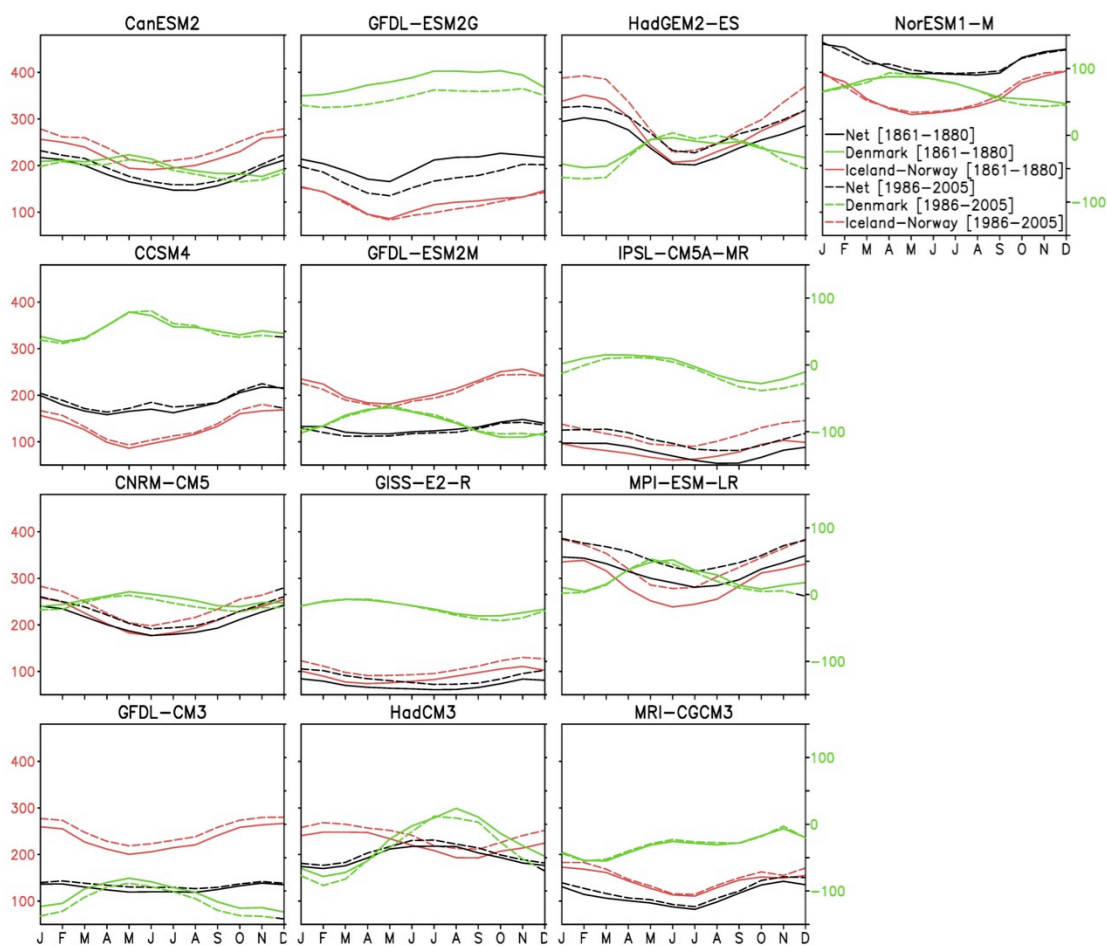 CanESM2 GFDL-ESM2G HadGEM2-ES NorESM1-M
400
300
200
100
100
0
-100
Net [1861-1880]
Denmark [1861-1880]
Iceland-Norway [1861-1880]
Net [1986-2005]
Denmark [1986-2005]
Iceland-Norway [1986-2005]
J F M A M J J A S O N D
CCSM4 GFDL-ESM2M IPSL-CM5A-MR
400
300
200
100
100
0
-100
CNRM-CM5 GISS-E2-R MPI-ESM-LR
400
300
200
100
100
0
-100
GFDL-CM3 HadCM3 MRI-CGCM3
400
300
200
100
100
0
-100
J F M A M J J A S O N D J F M A M J J A S O N D J F M A M J J A S O N D